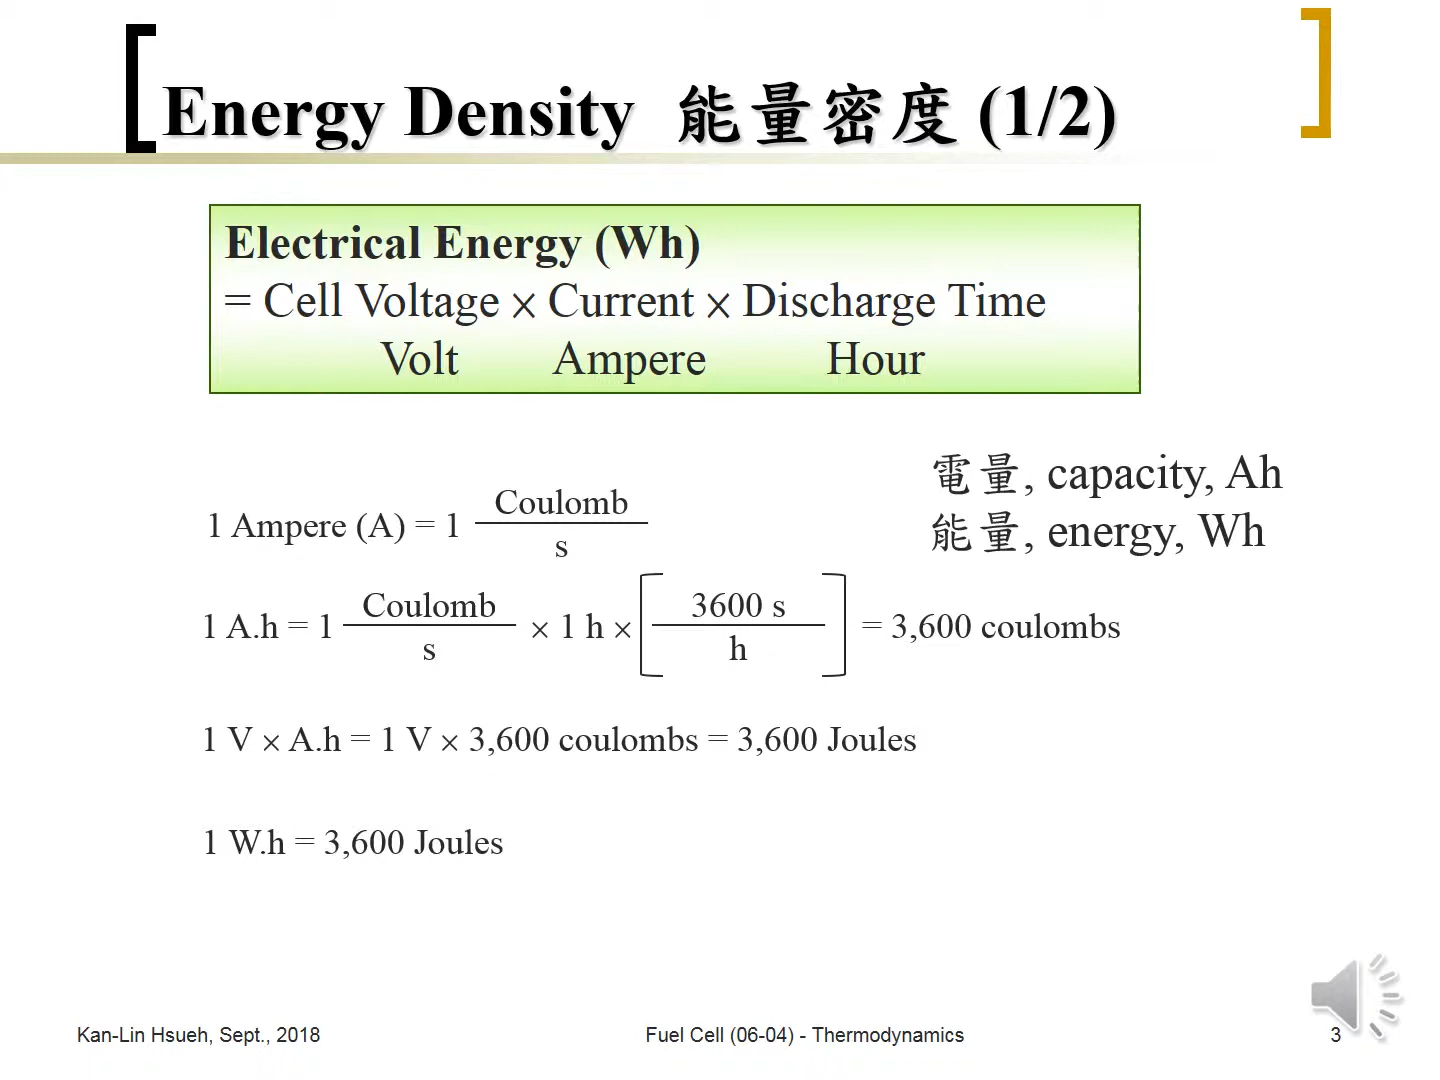 Energy Density 能量密度 (1/2)
Electrical Energy (Wh)
= Cell Voltage × Current × Discharge Time
Volt Ampere Hour
電量, capacity, Ah
能量, energy, Wh
1 Ampere (A) = 1 Coulomb / s
1 A.h = 1 Coulomb / s × 1 h × [ 3600 s / h ] = 3,600 coulombs
1 V × A.h = 1 V × 3,600 coulombs = 3,600 Joules
1 W.h = 3,600 Joules
Kan-Lin Hsueh, Sept., 2018
Fuel Cell (06-04) - Thermodynamics
3